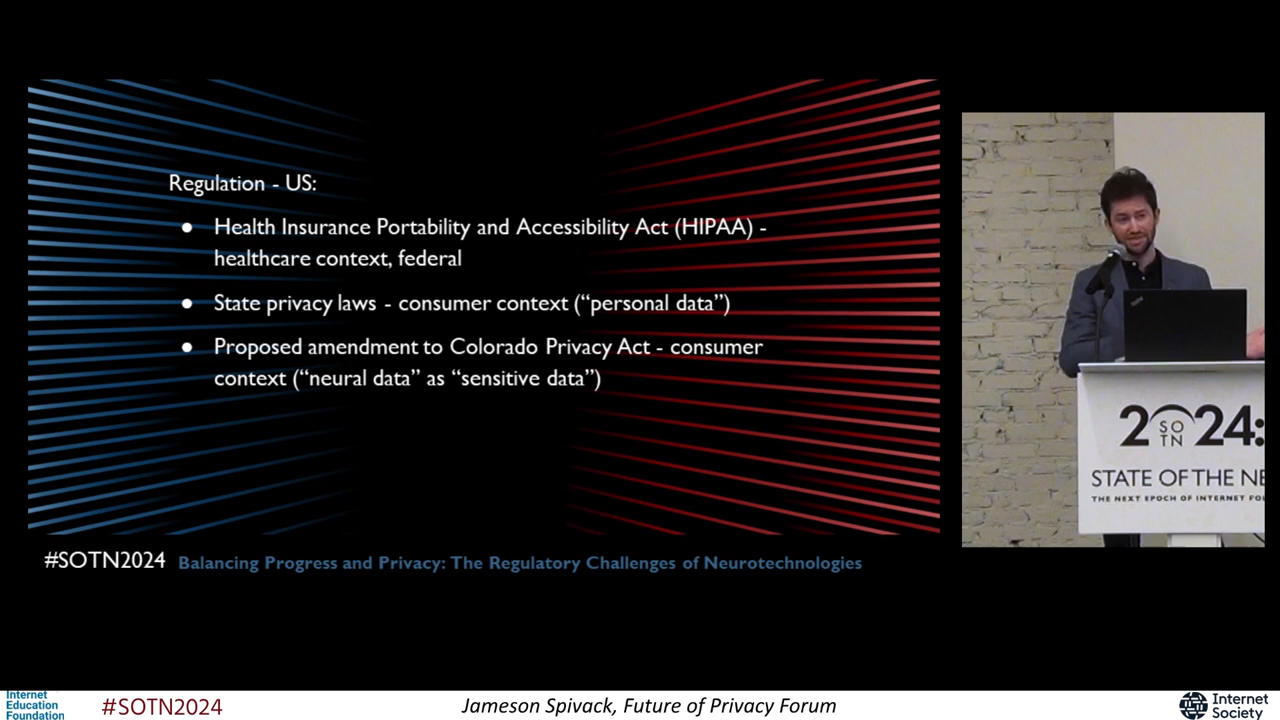 Regulation - US:
● Health Insurance Portability and Accessibility Act (HIPAA) -
healthcare context, federal
● State privacy laws - consumer context (“personal data”)
● Proposed amendment to Colorado Privacy Act - consumer
context (“neural data” as “sensitive data”)
2024:
SO
TN
STATE OF THE NE
THE NEXT EPOCH OF INTERNET
#SOTN2024 Balancing Progress and Privacy: The Regulatory Challenges of Neurotechnologies
Internet
Education
Foundation
#SOTN2024
Jameson Spivack, Future of Privacy Forum
Internet
Society